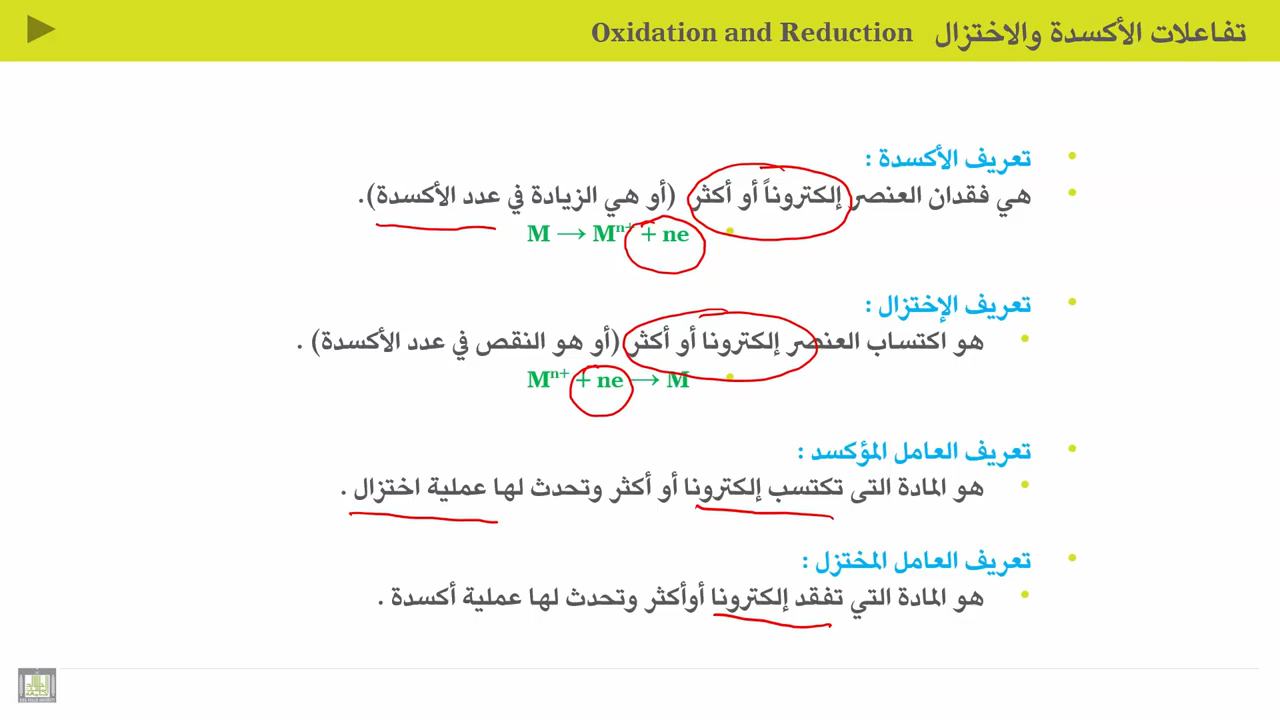 تفاعلات الأكسدة والاختزال Oxidation and Reduction
• تعريف الأكسدة :
• هي فقدان العنصر إلكتروناً أو أكثر (أو هي الزيادة في عدد الأكسدة).
• M ⟶ Mⁿ⁺ + ne
• تعريف الإختزال :
• هو اكتساب العنصر إلكترونا أو أكثر (أو هو النقص في عدد الأكسدة) .
• Mⁿ⁺ + ne ⟶ M
• تعريف العامل المؤكسد :
• هو المادة التى تكتسب إلكترونا أو أكثر وتحدث لها عملية اختزال .
• تعريف العامل المختزل :
• هو المادة التي تفقد إلكترونا أوأكثر وتحدث لها عملية أكسدة .